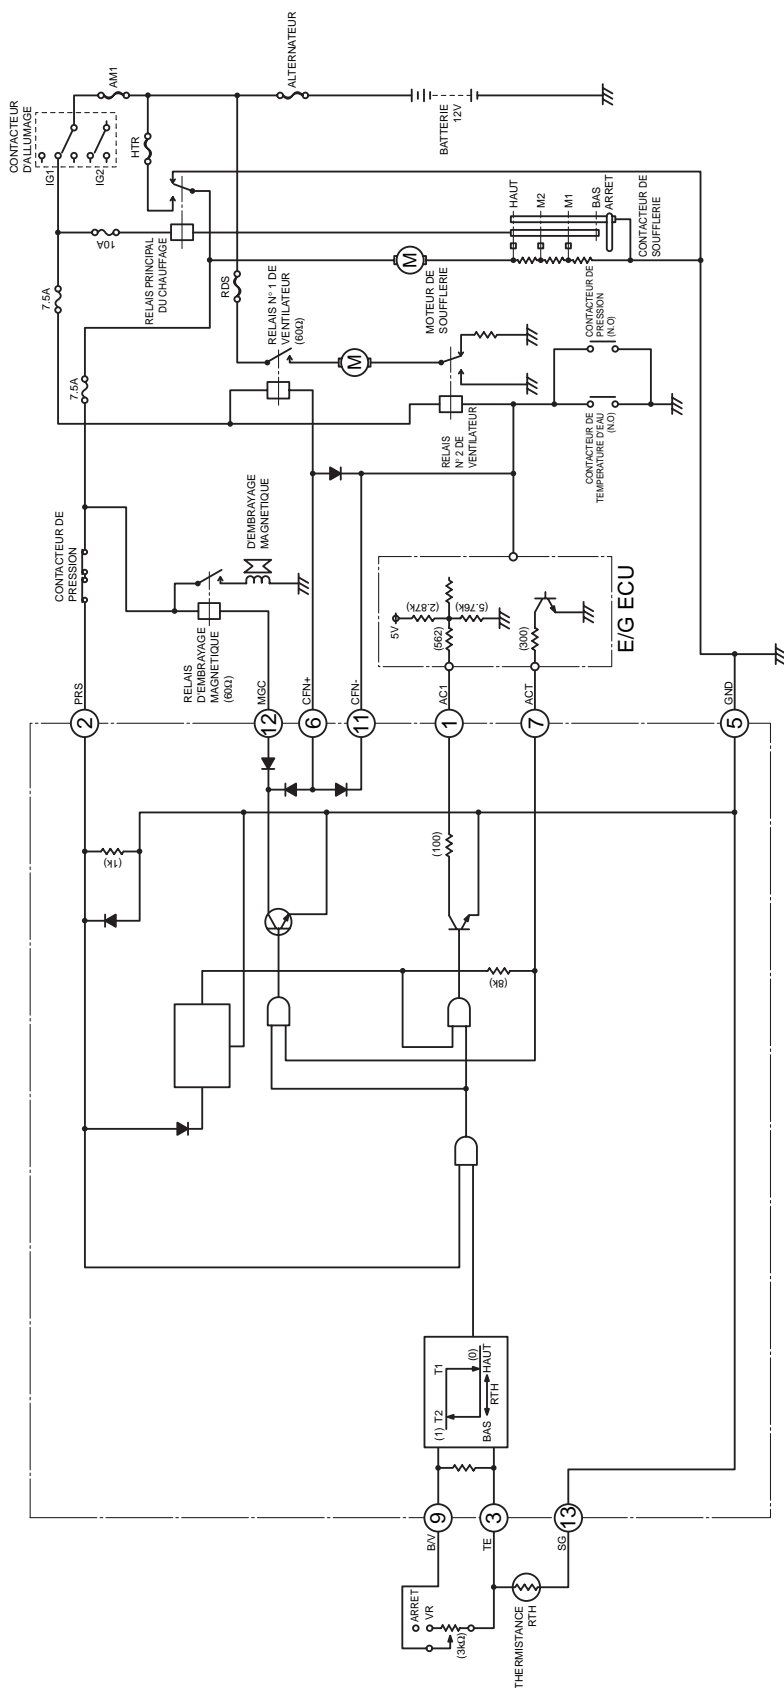 CONTACTEUR
D'ALLUMAGE
IG1
IG2
AM1
HTR
ALTERNATEUR
BATTERIE
12V
10A
7.5A
RELAIS PRINCIPAL
DU CHAUFFAGE
RDS
HAUT
M2
M1
BAS
ARRET
CONTACTEUR DE
SOUFFLERIE
MOTEUR DE
SOUFFLERIE
M
RELAIS N° 1 DE
VENTILATEUR
(60Ω)
M
7.5A
RELAIS
N° 2 DE
VENTILATEUR
CONTACTEUR DE
PRESSION
(N.O)
CONTACTEUR DE
TEMPERATURE D'EAU
(N.O)
CONTACTEUR DE
PRESSION
D'EMBRAYAGE
MAGNETIQUE
RELAIS
D'EMBRAYAGE
MAGNETIQUE
(60Ω)
5V
(2.87k)
(562)
(5.76k)
(300)
E/G ECU
PRS
2
MGC
12
CFN+
6
CFN-
11
AC1
1
ACT
7
GND
5
(1k)
(100)
(8k)
(1) T2
T1
(0)
BAS
HAUT
RTH
9
B/V
3
TE
13
SG
ARRET
VR
(3kΩ)
THERMISTANCE
RTH